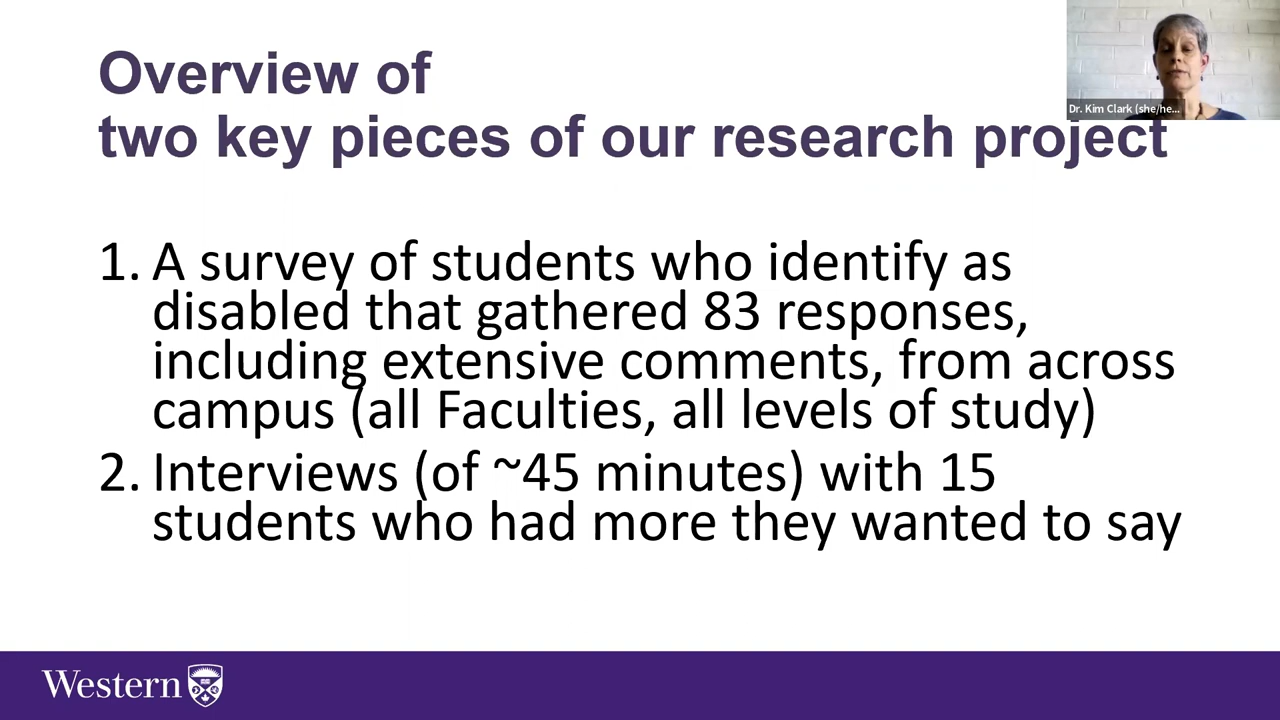 Overview of
two key pieces of our research project
Dr. Kim Clark (she/he...
1. A survey of students who identify as
disabled that gathered 83 responses,
including extensive comments, from across
campus (all Faculties, all levels of study)
2. Interviews (of ~45 minutes) with 15
students who had more they wanted to say
Western